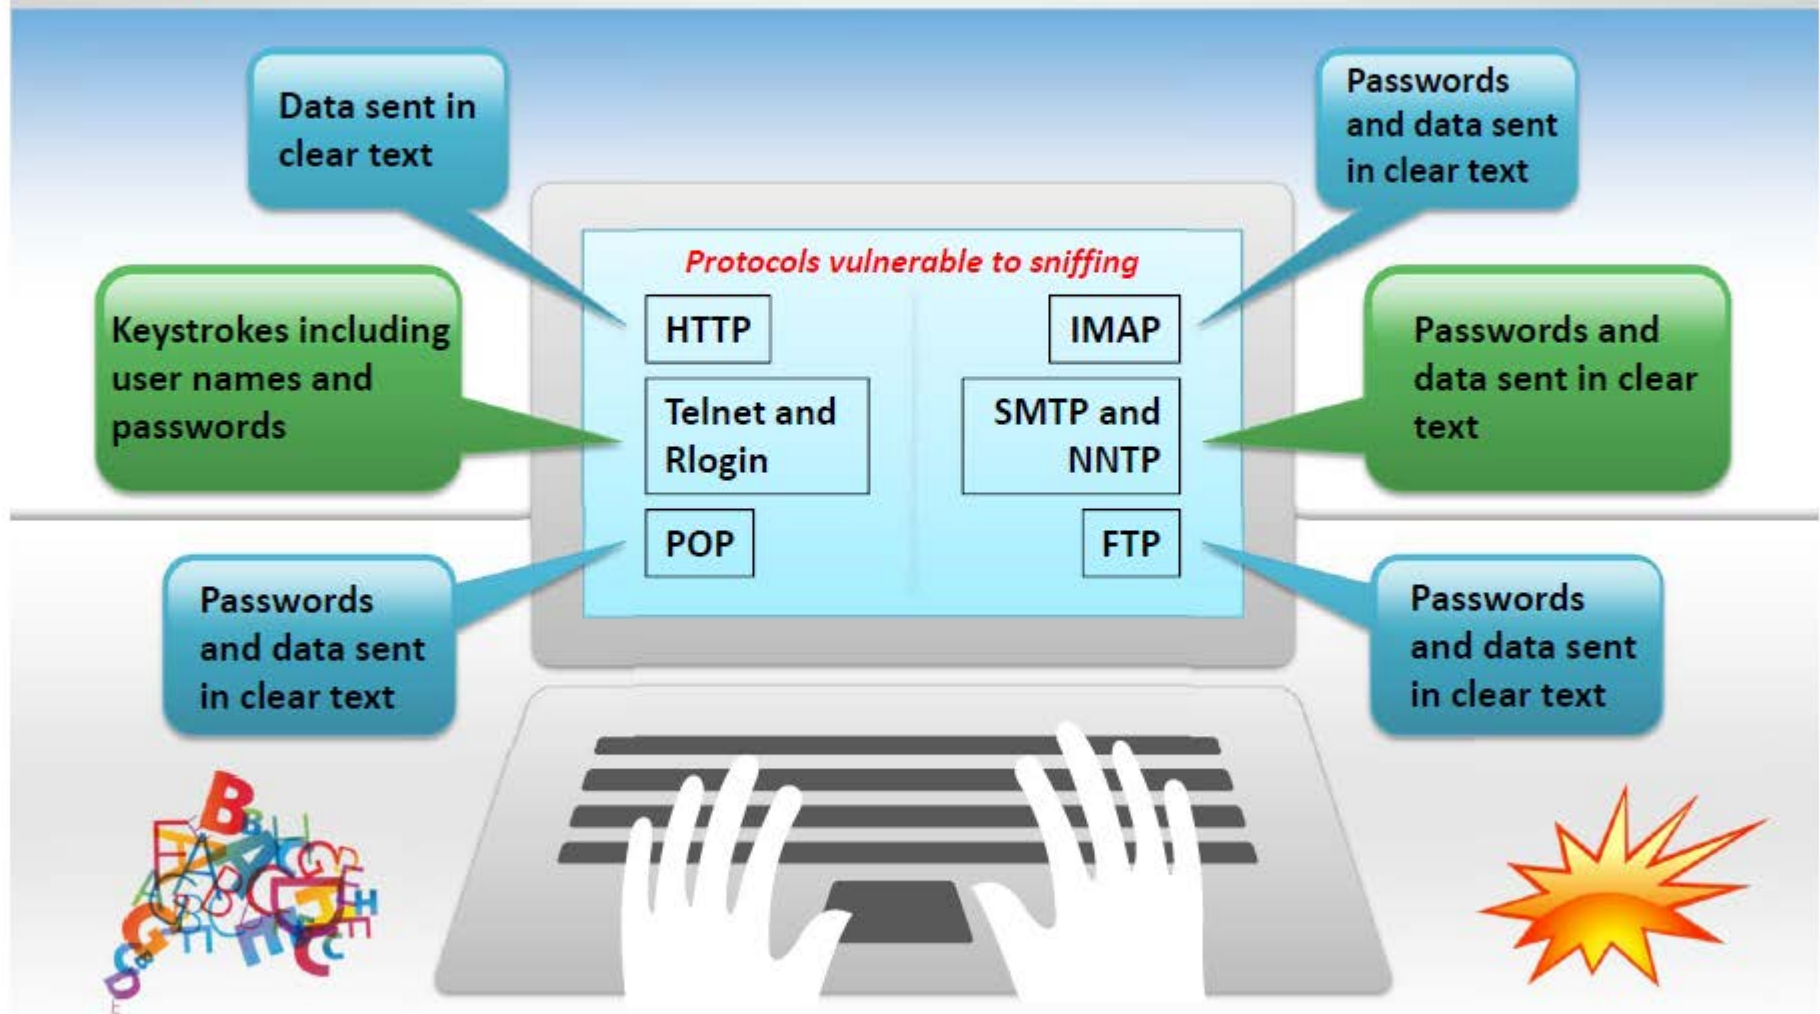 Data sent in
clear text
Passwords
and data sent
in clear text
Protocols vulnerable to sniffing
Keystrokes including
user names and
passwords
HTTP
IMAP
Telnet and
Rlogin
SMTP and
NNTP
Passwords and
data sent in clear
text
POP
FTP
Passwords
and data sent
in clear text
Passwords
and data sent
in clear text